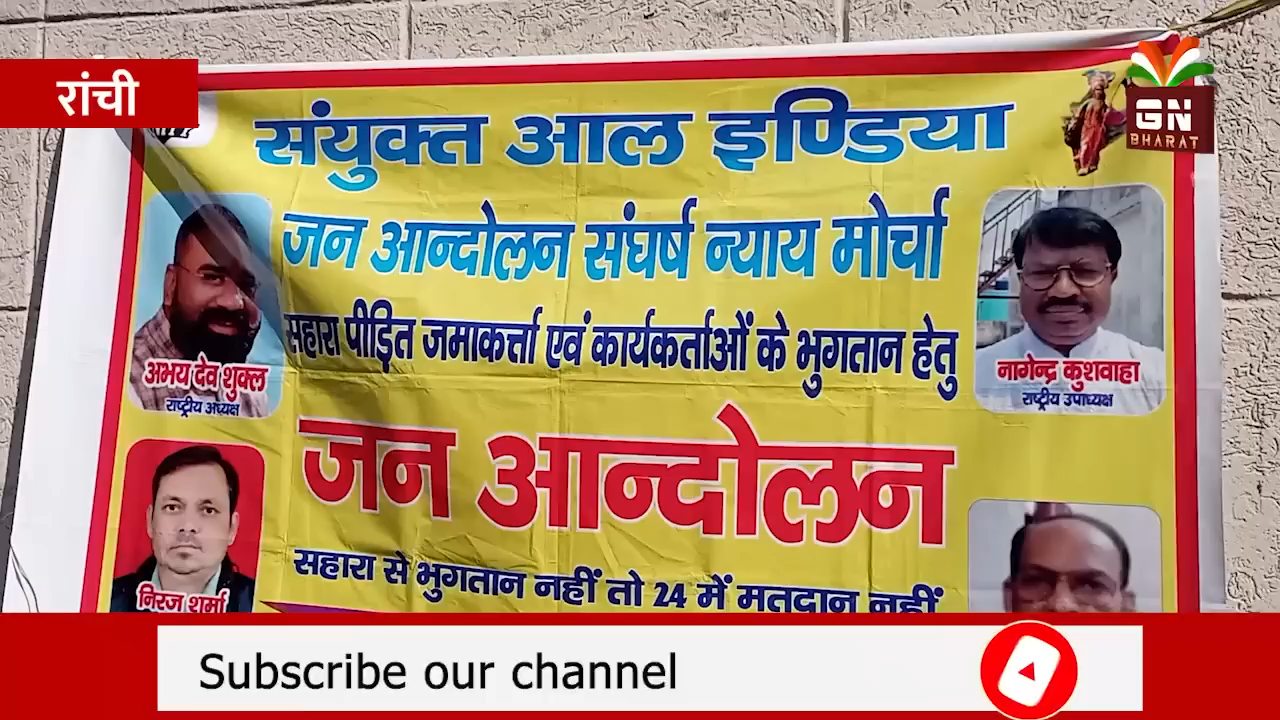 रांची
GN
BHARAT
संयुक्त आल इण्डिया
जन आन्दोलन संघर्ष न्याय मोर्चा
सहारा पीड़ित जमाकर्त्ता एवं कार्यकर्ताओं के भुगतान हेतु
अभय देव शुक्ल
राष्ट्रीय अध्यक्ष
नागेन्द्र कुशवाहा
राष्ट्रीय उपाध्यक्ष
जन आन्दोलन
निरज शर्मा
सहारा से भुगतान नहीं तो 24 में मतदान नहीं
Subscribe our channel